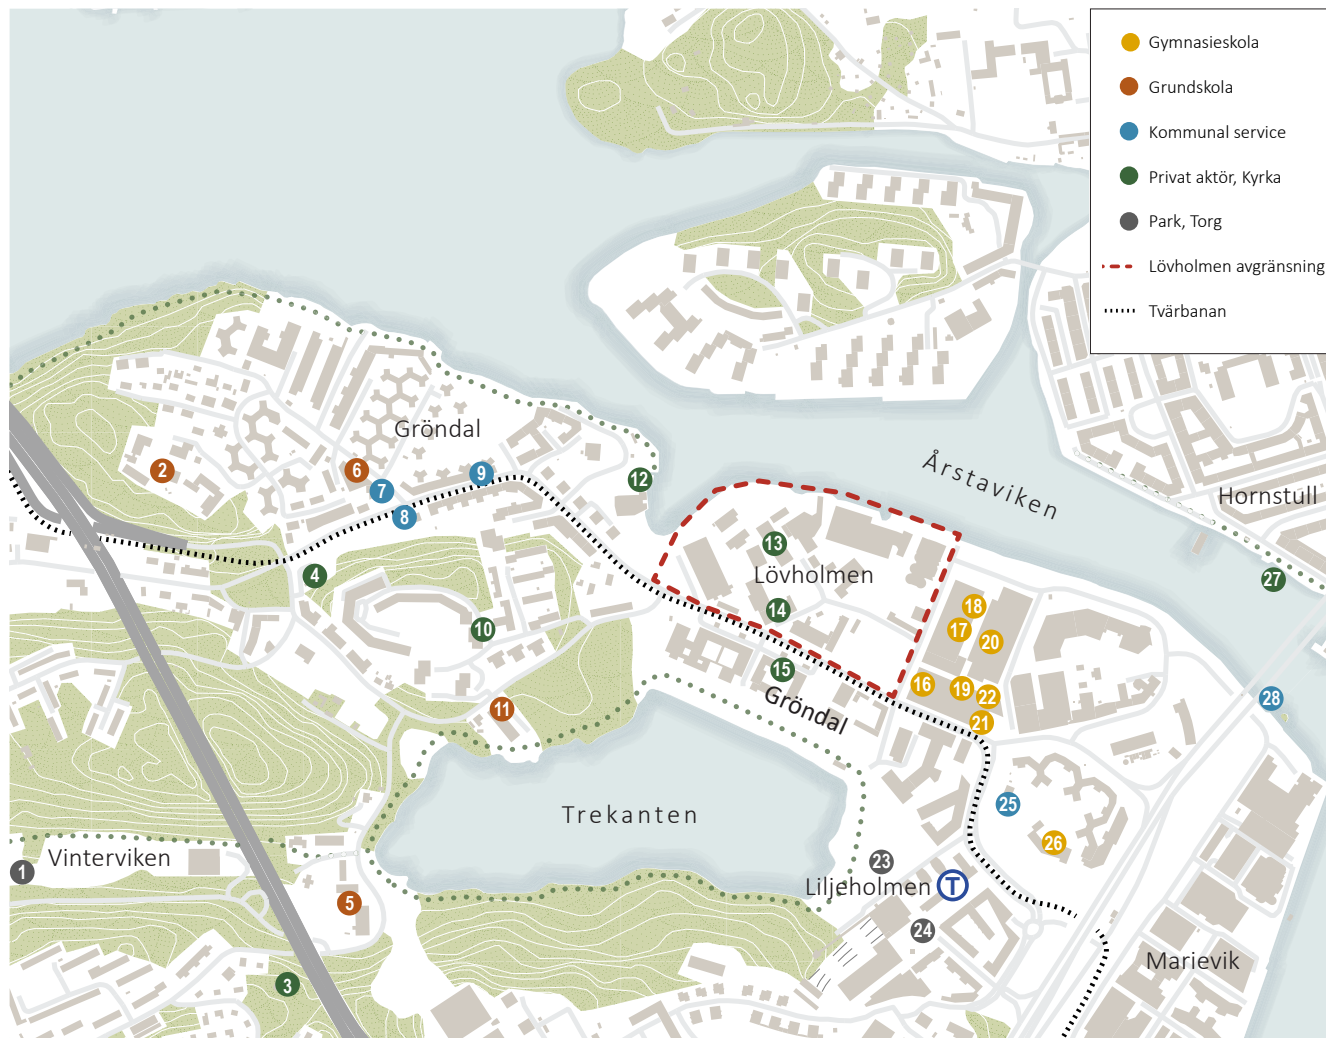 Gymnasieskola
Grundskola
Kommunal service
Privat aktör, Kyrka
Park, Torg
Lövholmen avgränsning
Tvärbanan
Gröndal
2
6
7
8
9
12
Årstaviken
Hornstull
13
Lövholmen
4
27
14
18
17
20
10
15
16
19
22
21
Gröndal
11
28
Trekanten
25
26
Vinterviken
1
23
Liljeholmen
T
5
24
Marievik
3